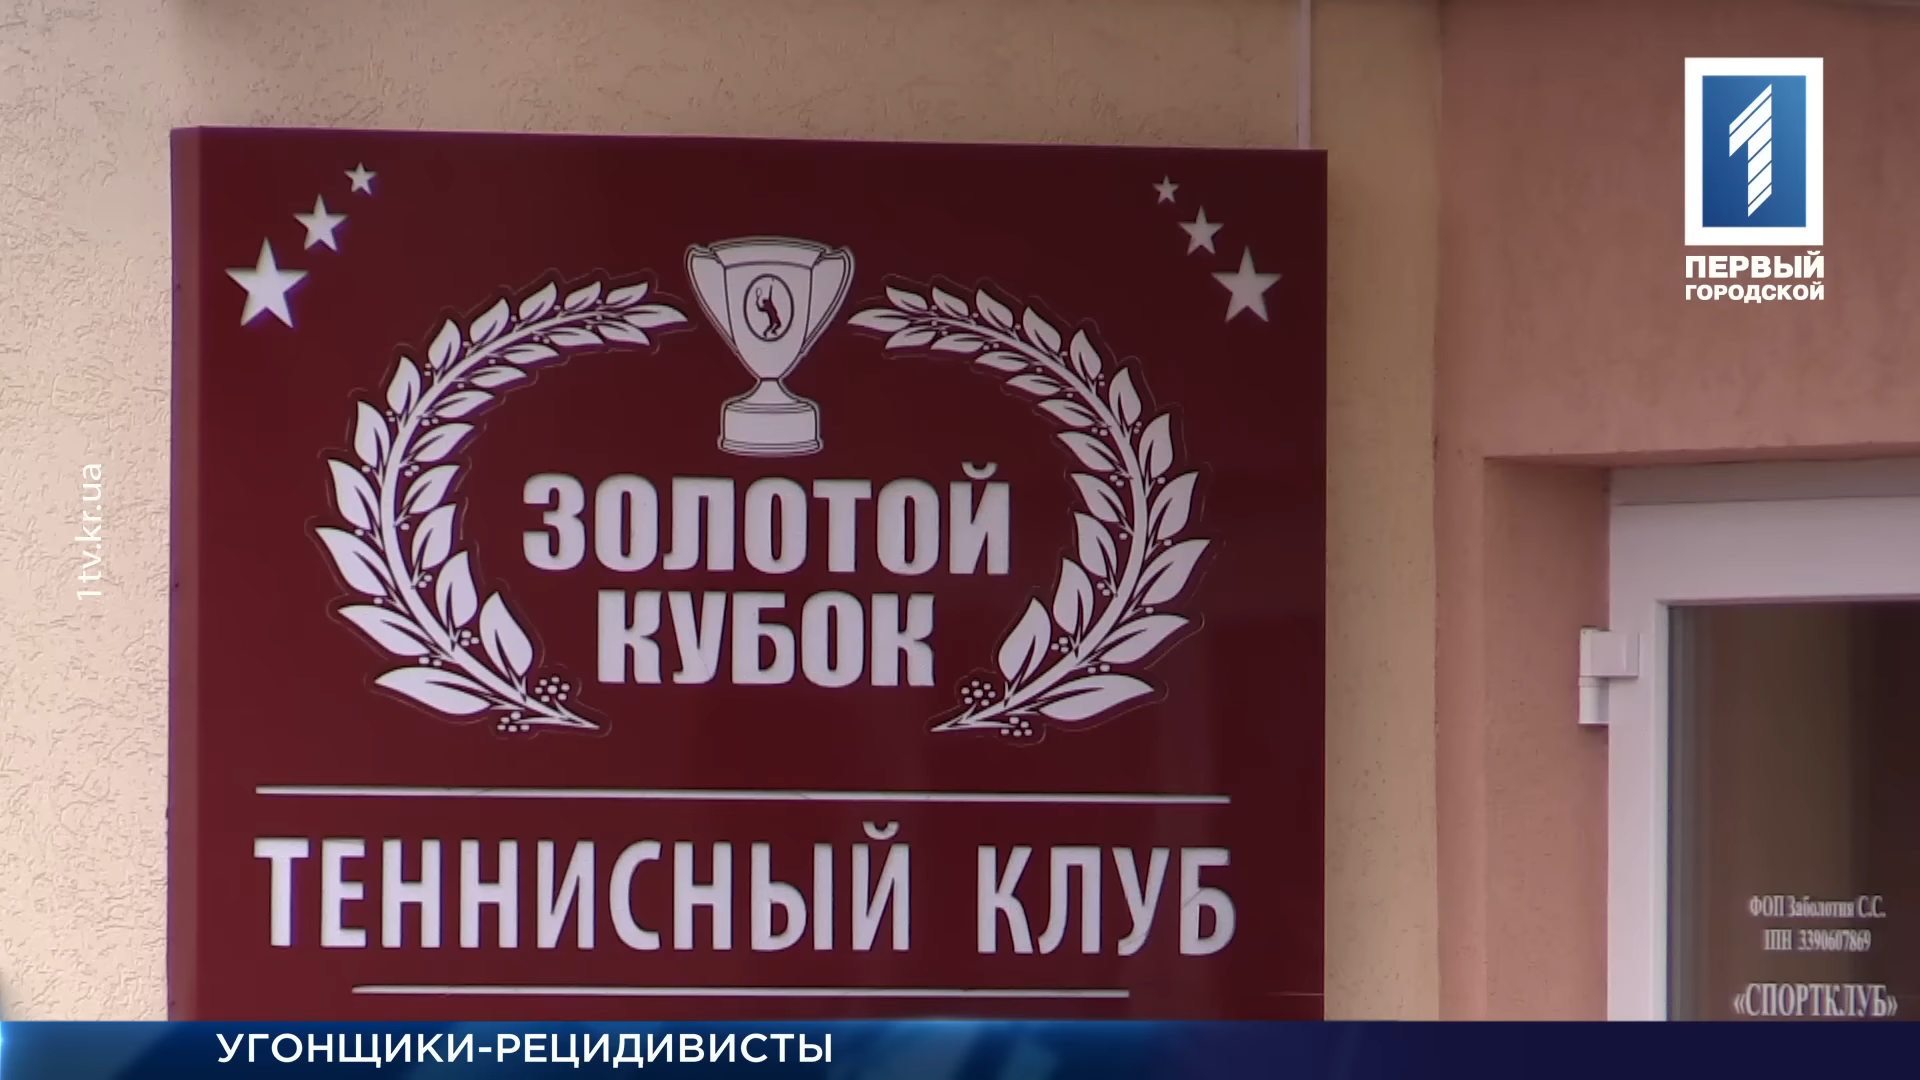 ПЕРВЫЙ
ГОРОДСКОЙ
1tv.kr.ua
ЗОЛОТОЙ
КУБОК
ТЕННИСНЫЙ КЛУБ
ФОП Заболотня С.С.
ІПН 3390607869
«СПОРТКЛУБ»
УГОНЩИКИ-РЕЦИДИВИСТЫ